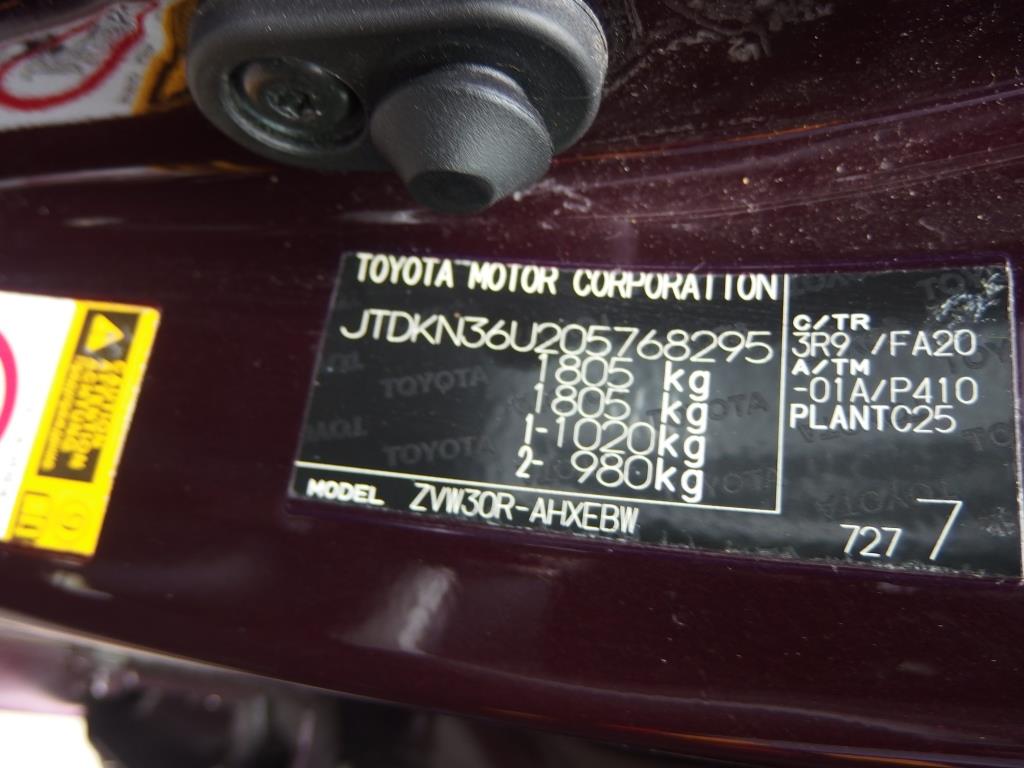 TOYOTA MOTOR CORPORATION
JTDKN36U205768295
1805 kg
1805 kg
1-1020kg
2- 980kg
MODEL ZVW30R-AHXEBW
C/TR
3R9 /FA20
A/TM
-01A/P410
PLANTC25
727 7